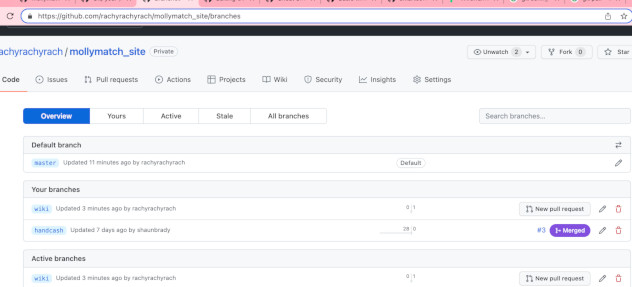 https://github.com/rachyrachyrach/mollymatch_site/branches
rachyrachyrach / mollymatch_site Private
Unwatch 2 Fork 0 Star
Code Issues Pull requests Actions Projects Wiki Security Insights Settings
Overview Yours Active Stale All branches Search branches...
Default branch
master Updated 11 minutes ago by rachyrachyrach Default
Your branches
wiki Updated 3 minutes ago by rachyrachyrach 0 1 New pull request
handcash Updated 7 days ago by shaunbrady 28 0 #3 Merged
Active branches
wiki Updated 3 minutes ago by rachyrachyrach 0 1 New pull request